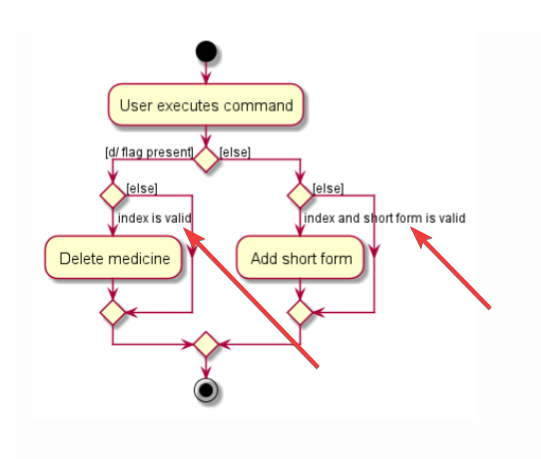 User executes command
[d/ flag present]
[else]
[else]
[else]
index is valid
index and short form is valid
Delete medicine
Add short form